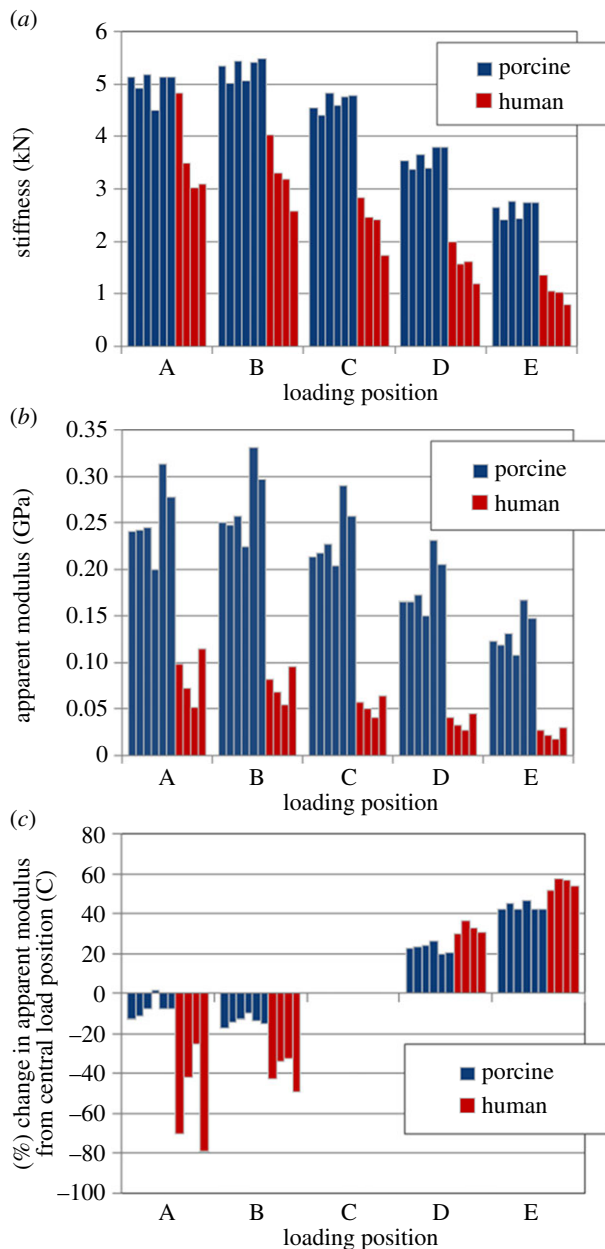 (a)
6
5
4
3
2
1
0
stiffness (kN)
porcine
human
A B C D E
loading position
(b)
0.35
0.30
0.25
0.20
0.15
0.10
0.05
0
apparent modulus (GPa)
porcine
human
A B C D E
loading position
(c)
80
60
40
20
0
–20
–40
–60
–80
–100
((%) change in apparent modulus
from central load position (C)
porcine
human
A B C D E
loading position